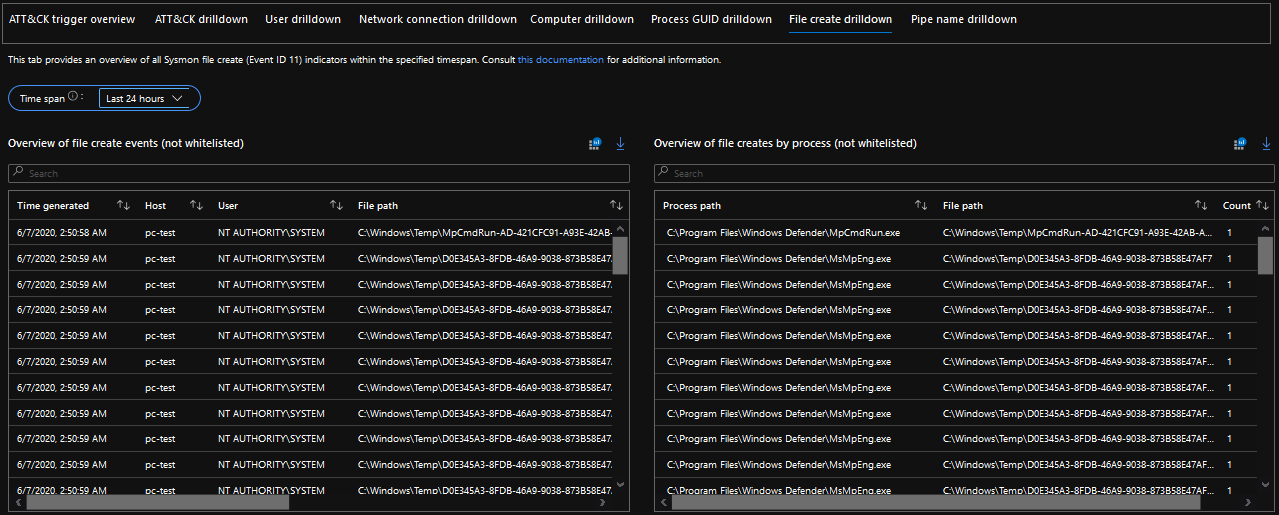 ATT&CK trigger overview ATT&CK drilldown User drilldown Network connection drilldown Computer drilldown Process GUID drilldown File create drilldown Pipe name drilldown
This tab provides an overview of all Sysmon file create (Event ID 11) indicators within the specified timespan. Consult this documentation for additional information.
Time span : Last 24 hours
Overview of file create events (not whitelisted)
Search
Time generated Host User File path
6/7/2020, 2:50:58 AM pc-test NT AUTHORITY\SYSTEM C:\Windows\Temp\MpCmdRun-AD-421CFC91-A93E-42AB-
6/7/2020, 2:50:59 AM pc-test NT AUTHORITY\SYSTEM C:\Windows\Temp\D0E345A3-8FDB-46A9-9038-873B58E47
6/7/2020, 2:50:59 AM pc-test NT AUTHORITY\SYSTEM C:\Windows\Temp\D0E345A3-8FDB-46A9-9038-873B58E47
6/7/2020, 2:50:59 AM pc-test NT AUTHORITY\SYSTEM C:\Windows\Temp\D0E345A3-8FDB-46A9-9038-873B58E47
6/7/2020, 2:50:59 AM pc-test NT AUTHORITY\SYSTEM C:\Windows\Temp\D0E345A3-8FDB-46A9-9038-873B58E47
6/7/2020, 2:50:59 AM pc-test NT AUTHORITY\SYSTEM C:\Windows\Temp\D0E345A3-8FDB-46A9-9038-873B58E47
6/7/2020, 2:50:59 AM pc-test NT AUTHORITY\SYSTEM C:\Windows\Temp\D0E345A3-8FDB-46A9-9038-873B58E47
6/7/2020, 2:50:59 AM pc-test NT AUTHORITY\SYSTEM C:\Windows\Temp\D0E345A3-8FDB-46A9-9038-873B58E47
6/7/2020, 2:50:59 AM pc-test NT AUTHORITY\SYSTEM C:\Windows\Temp\D0E345A3-8FDB-46A9-9038-873B58E47
6/7/2020, 2:50:59 AM pc-test NT AUTHORITY\SYSTEM C:\Windows\Temp\D0E345A3-8FDB-46A9-9038-873B58E47
6/7/2020, 2:50:59 AM pc-test NT AUTHORITY\SYSTEM C:\Windows\Temp\D0E345A3-8FDB-46A9-9038-873B58E47
Overview of file creates by process (not whitelisted)
Search
Process path File path Count
C:\Program Files\Windows Defender\MpCmdRun.exe C:\Windows\Temp\MpCmdRun-AD-421CFC91-A93E-42AB-A... 1
C:\Program Files\Windows Defender\MsMpEng.exe C:\Windows\Temp\D0E345A3-8FDB-46A9-9038-873B58E47AF7 1
C:\Program Files\Windows Defender\MsMpEng.exe C:\Windows\Temp\D0E345A3-8FDB-46A9-9038-873B58E47AF... 1
C:\Program Files\Windows Defender\MsMpEng.exe C:\Windows\Temp\D0E345A3-8FDB-46A9-9038-873B58E47AF... 1
C:\Program Files\Windows Defender\MsMpEng.exe C:\Windows\Temp\D0E345A3-8FDB-46A9-9038-873B58E47AF... 1
C:\Program Files\Windows Defender\MsMpEng.exe C:\Windows\Temp\D0E345A3-8FDB-46A9-9038-873B58E47AF... 1
C:\Program Files\Windows Defender\MsMpEng.exe C:\Windows\Temp\D0E345A3-8FDB-46A9-9038-873B58E47AF... 1
C:\Program Files\Windows Defender\MsMpEng.exe C:\Windows\Temp\D0E345A3-8FDB-46A9-9038-873B58E47AF... 1
C:\Program Files\Windows Defender\MsMpEng.exe C:\Windows\Temp\D0E345A3-8FDB-46A9-9038-873B58E47AF... 1
C:\Program Files\Windows Defender\MsMpEng.exe C:\Windows\Temp\D0E345A3-8FDB-46A9-9038-873B58E47AF... 1
C:\Program Files\Windows Defender\MsMpEng.exe C:\Windows\Temp\D0E345A3-8FDB-46A9-9038-873B58E47AF... 1